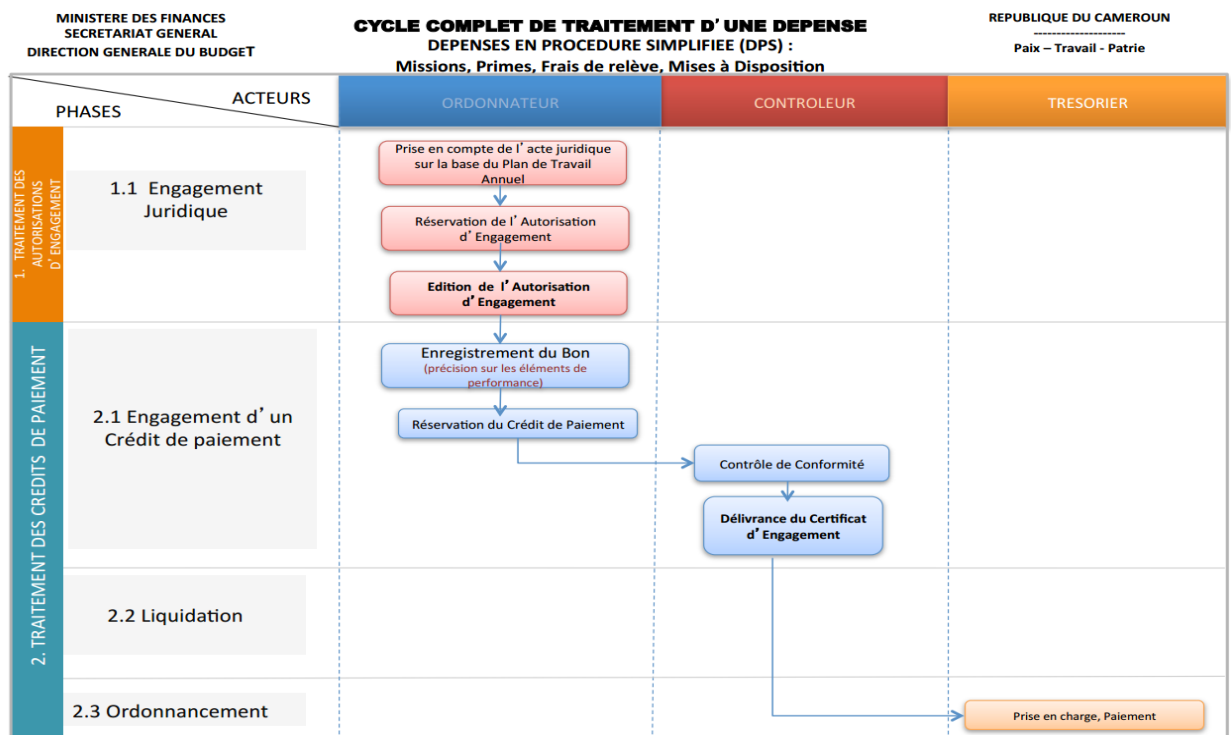 MINISTERE DES FINANCES
SECRETARIAT GENERAL
DIRECTION GENERALE DU BUDGET
CYCLE COMPLET DE TRAITEMENT D’UNE DEPENSE
DEPENSES EN PROCEDURE SIMPLIFIEE (DPS) :
Missions, Primes, Frais de relève, Mises à Disposition
REPUBLIQUE DU CAMEROUN
--------------------
Paix – Travail - Patrie
ACTEURS
PHASES
ORDONNATEUR
CONTROLEUR
TRESORIER
1. TRAITEMENT DES
AUTORISATIONS
D’ENGAGEMENT
1.1 Engagement
Juridique
Prise en compte de l’acte juridique
sur la base du Plan de Travail
Annuel
Réservation de l’Autorisation
d’Engagement
Edition de l’Autorisation
d’Engagement
2. TRAITEMENT DES CREDITS DE PAIEMENT
2.1 Engagement d’un
Crédit de paiement
Enregistrement du Bon
(précision sur les éléments de
performance)
Réservation du Crédit de Paiement
Contrôle de Conformité
Délivrance du Certificat
d’Engagement
2.2 Liquidation
2.3 Ordonnancement
Prise en charge, Paiement